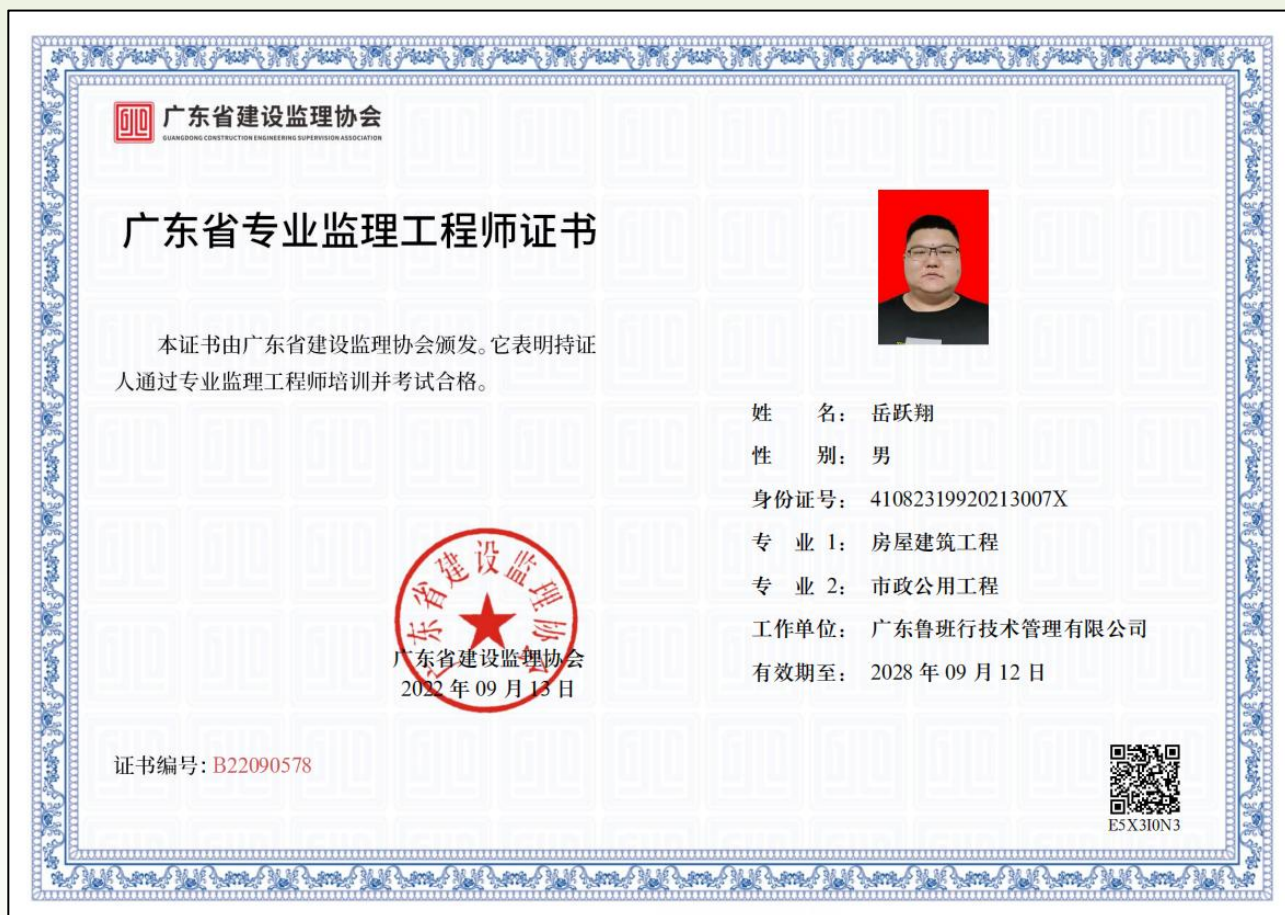 广东省建设监理协会
GUANGDONG CONSTRUCTION ENGINEERING SUPERVISION ASSOCIATION
广东省专业监理工程师证书
本证书由广东省建设监理协会颁发。它表明持证
人通过专业监理工程师培训并考试合格。
姓 名： 岳跃翔
性 别： 男
身份证号： 41082319920213007X
专 业 1： 房屋建筑工程
专 业 2： 市政公用工程
工作单位： 广东鲁班行技术管理有限公司
有效期至： 2028 年 09 月 12 日
广东省建设监理协会
广东省建设监理协会
2022 年 09 月 13 日
证书编号: B22090578
E5X3I0N3